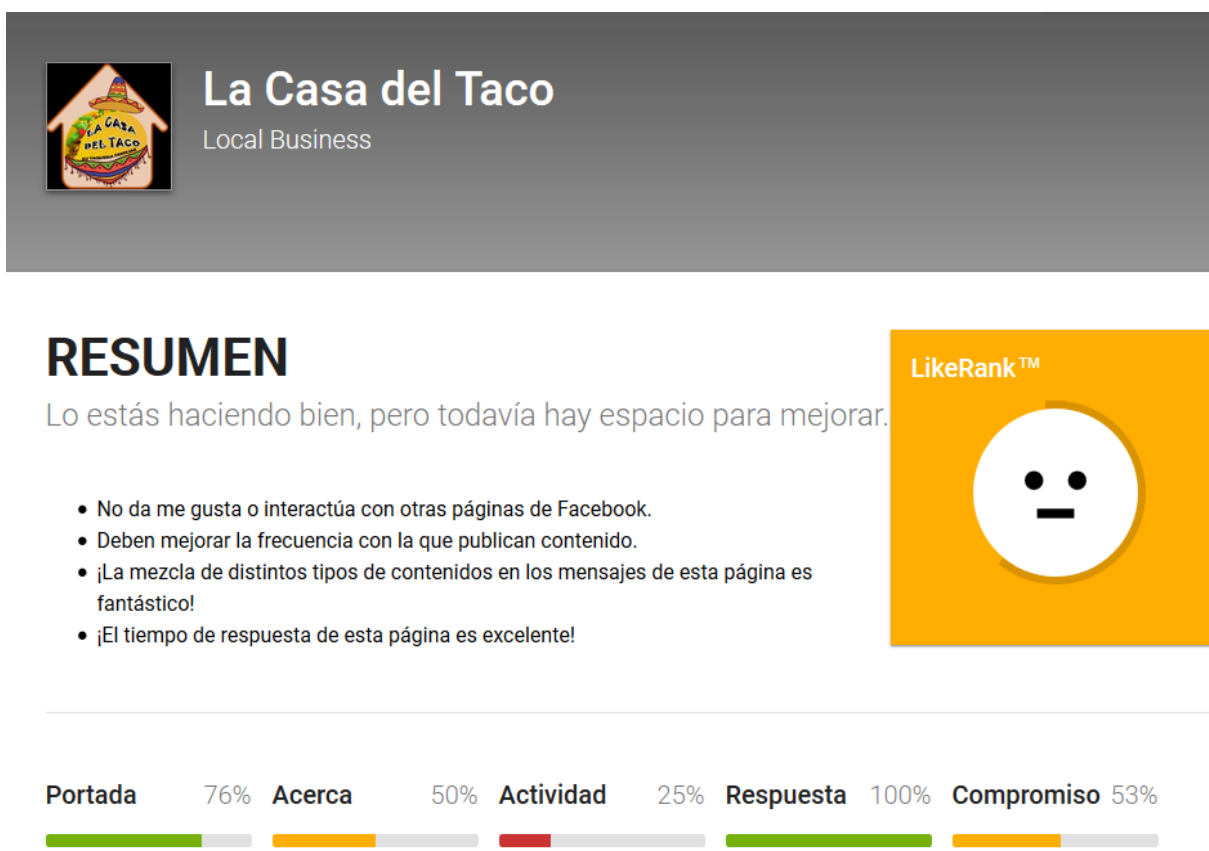 La Casa del Taco
Local Business
LA CASA
DEL TACO
RESUMEN
Lo estás haciendo bien, pero todavía hay espacio para mejorar.
LikeRank™
• No da me gusta o interactúa con otras páginas de Facebook.
• Deben mejorar la frecuencia con la que publican contenido.
• ¡La mezcla de distintos tipos de contenidos en los mensajes de esta página es
fantástico!
• ¡El tiempo de respuesta de esta página es excelente!
Portada 76% Acerca 50% Actividad 25% Respuesta 100% Compromiso 53%